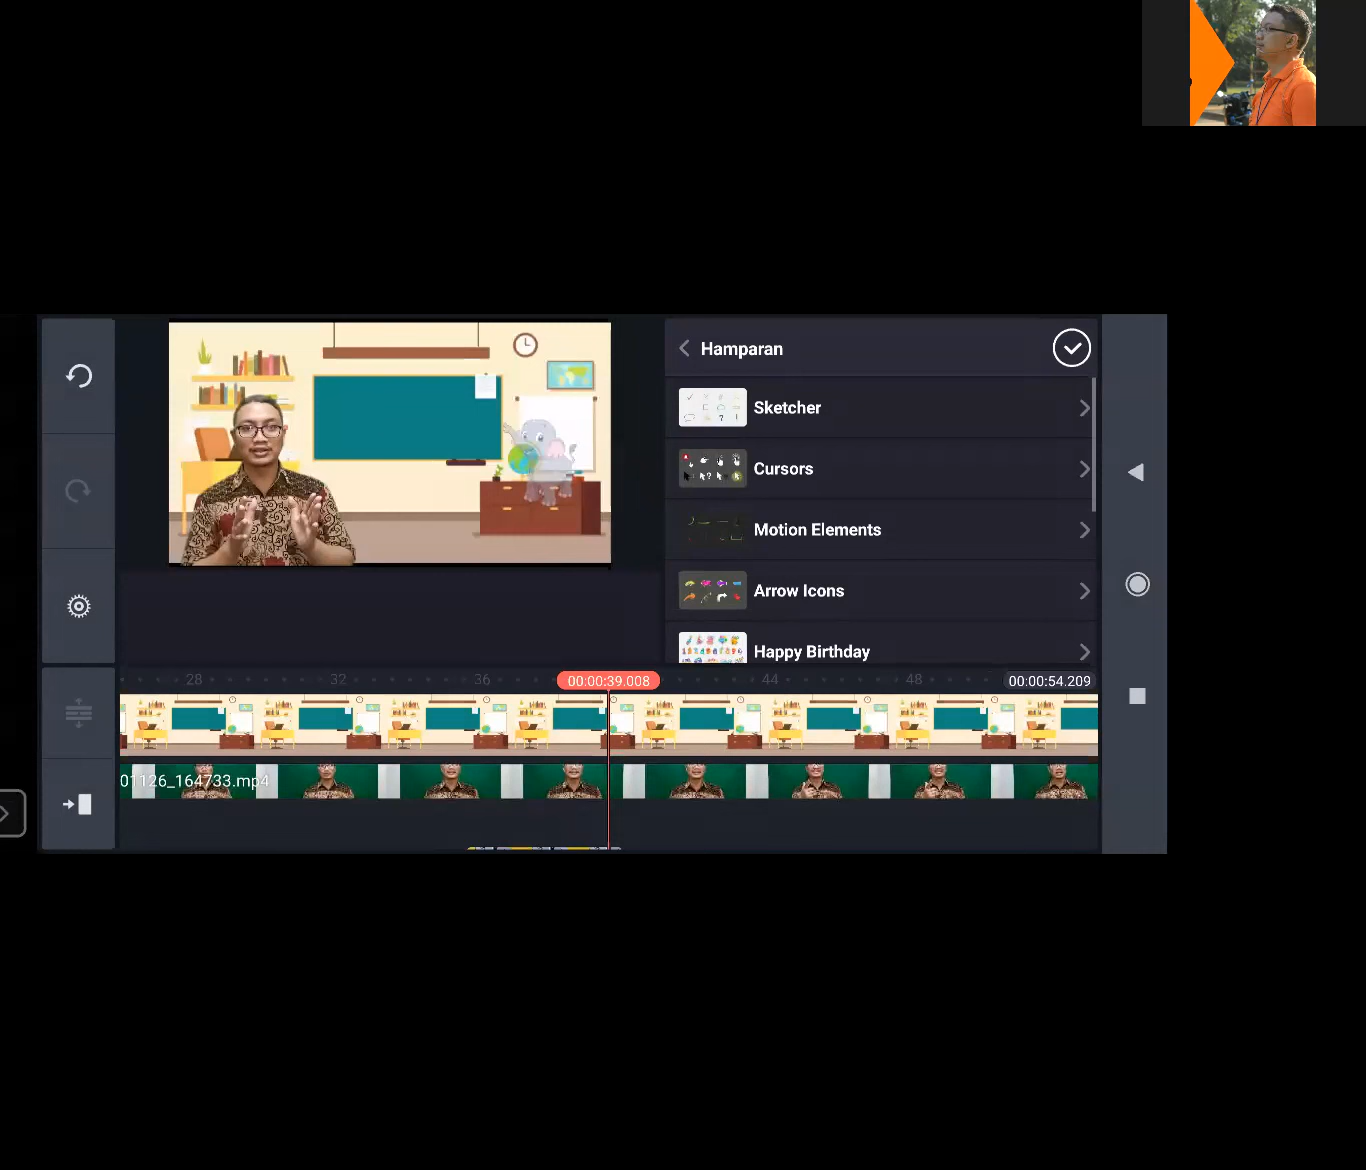 Hamparan
Sketcher
Cursors
Motion Elements
Arrow Icons
Happy Birthday
28
32
36
00:00:39.008
44
48
00:00:54.209
01126_164733.mp4